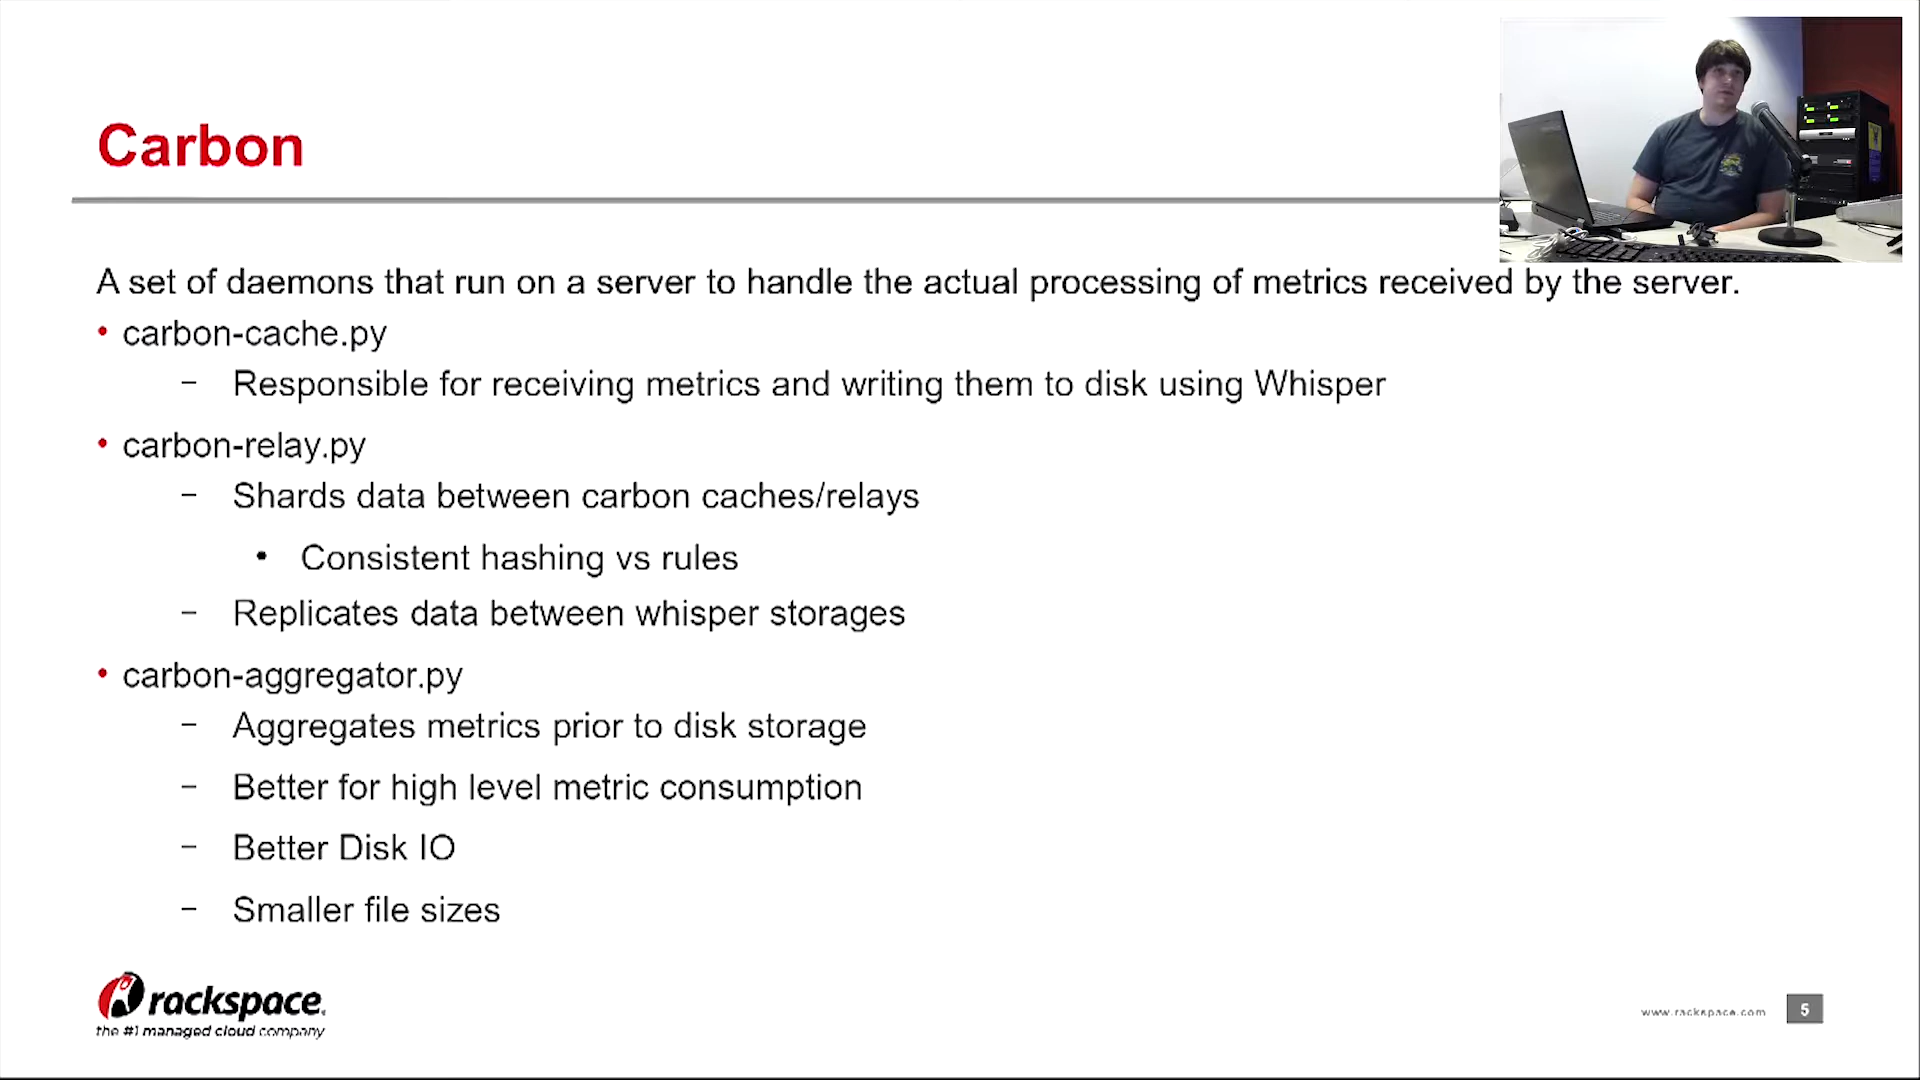 Carbon
A set of daemons that run on a server to handle the actual processing of metrics received by the server.
• carbon-cache.py
– Responsible for receiving metrics and writing them to disk using Whisper
• carbon-relay.py
– Shards data between carbon caches/relays
• Consistent hashing vs rules
– Replicates data between whisper storages
• carbon-aggregator.py
– Aggregates metrics prior to disk storage
– Better for high level metric consumption
– Better Disk IO
– Smaller file sizes
rackspace.
the #1 managed cloud company
www.rackspace.com
5